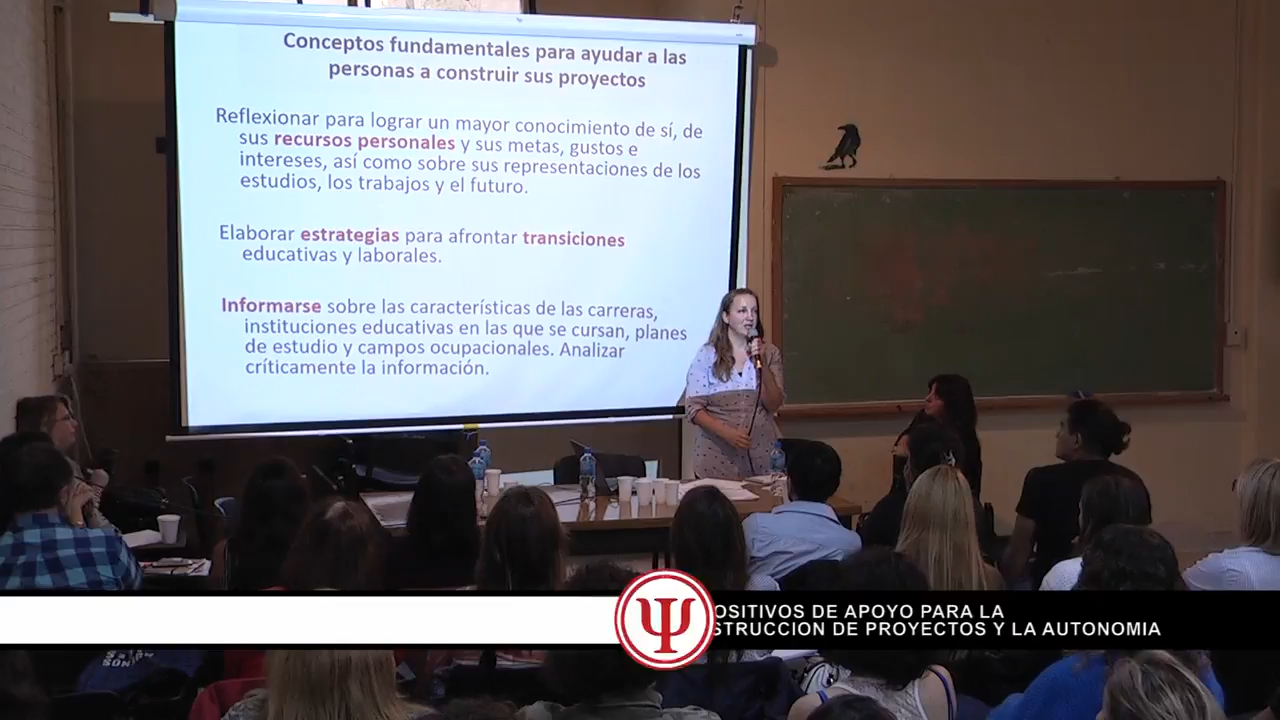 Conceptos fundamentales para ayudar a las
personas a construir sus proyectos
Reflexionar para lograr un mayor conocimiento de sí, de
sus recursos personales y sus metas, gustos e
intereses, así como sobre sus representaciones de los
estudios, los trabajos y el futuro.
Elaborar estrategias para afrontar transiciones
educativas y laborales.
Informarse sobre las características de las carreras,
instituciones educativas en las que se cursan, planes
de estudio y campos ocupacionales. Analizar
críticamente la información.
Ψ
OSITIVOS DE APOYO PARA LA
STRUCCION DE PROYECTOS Y LA AUTONOMIA